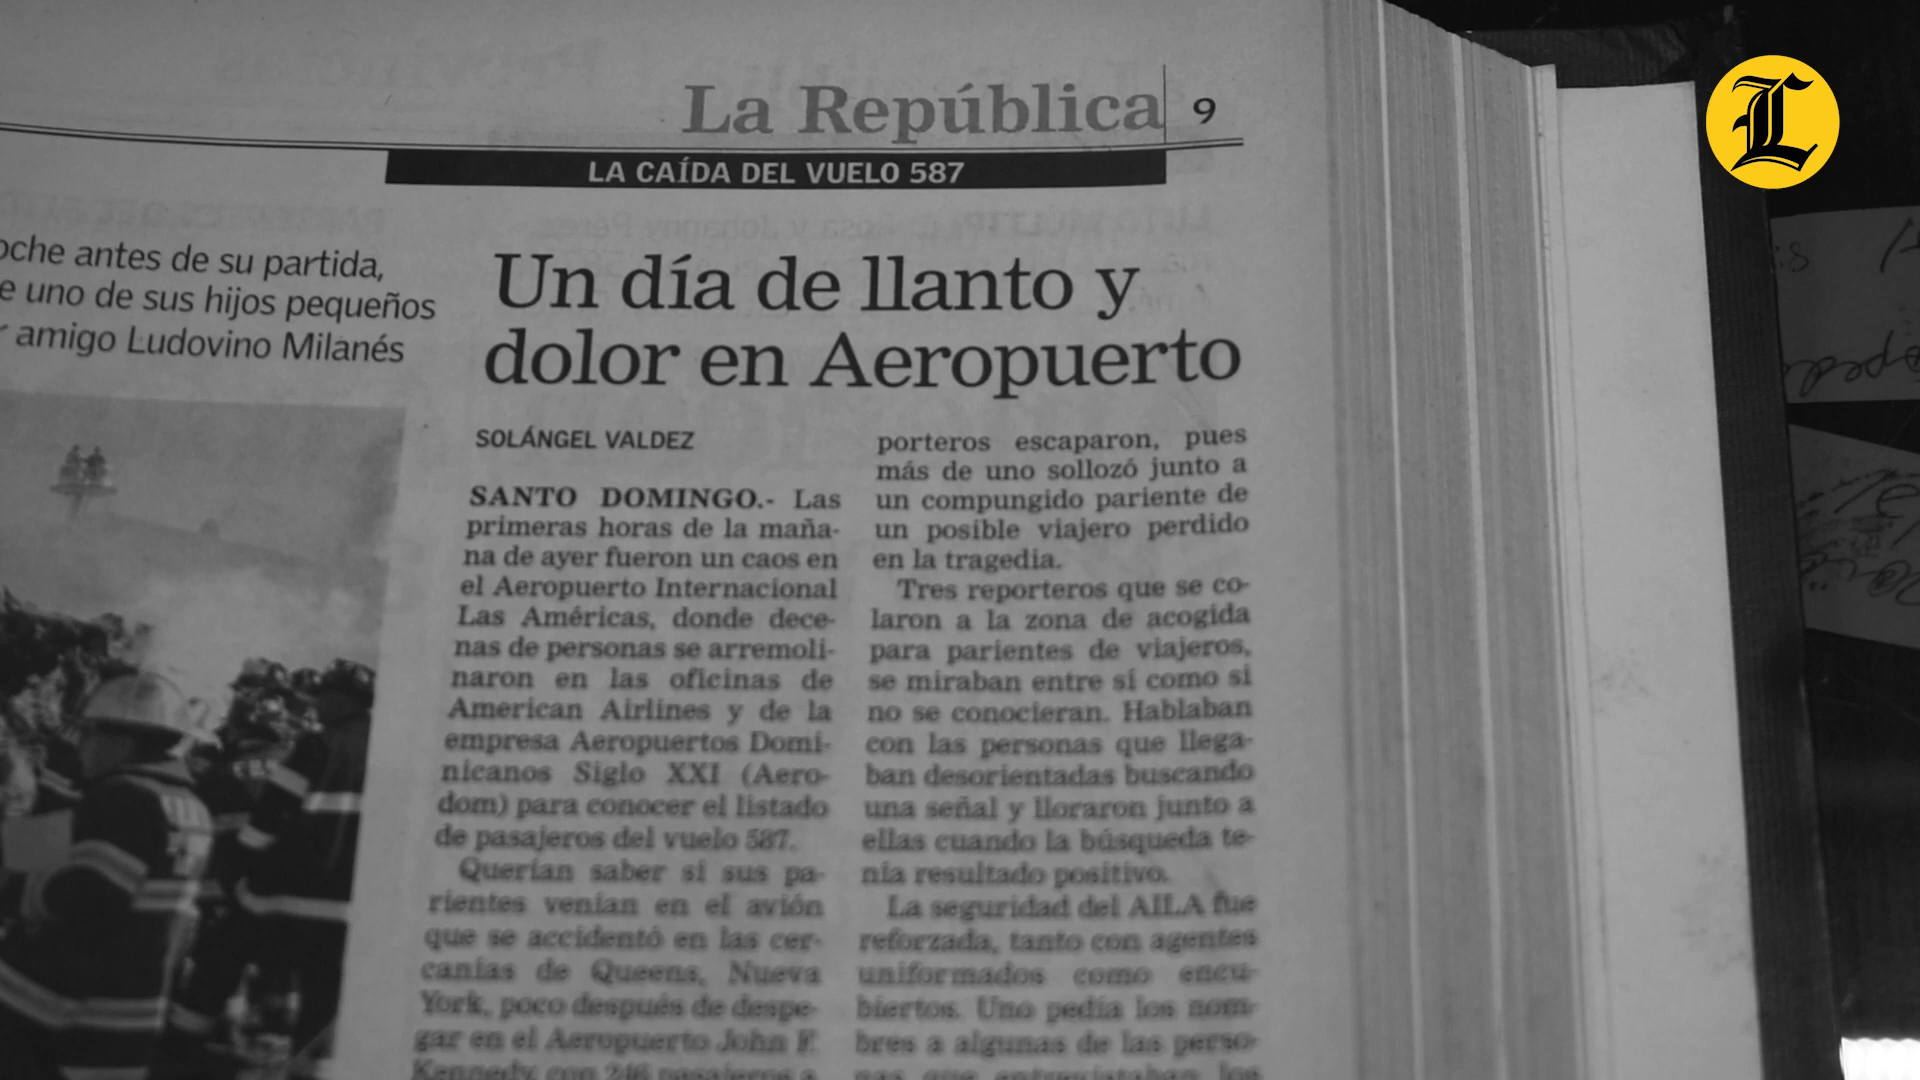 La República
9
LA CAÍDA DEL VUELO 587
oche antes de su partida,
e uno de sus hijos pequeños
r amigo Ludovino Milanés
Un día de llanto y
dolor en Aeropuerto
SOLÁNGEL VALDEZ
SANTO DOMINGO.- Las
primeras horas de la maña-
na de ayer fueron un caos en
el Aeropuerto Internacional
Las Américas, donde dece-
nas de personas se arremoli-
naron en las oficinas de
American Airlines y de la
empresa Aeropuertos Domi-
nicanos Siglo XXI (Aero-
dom) para conocer el listado
de pasajeros del vuelo 587.
Querían saber si sus pa-
rientes venían en el avión
que se accidentó en las cer-
canías de Queens, Nueva
York, poco después de despe-
gar en el Aeropuerto John F.
Kennedy, con 246 pasajeros a
porteros escaparon, pues
más de uno sollozó junto a
un compungido pariente de
un posible viajero perdido
en la tragedia.
Tres reporteros que se co-
laron a la zona de acogida
para parientes de viajeros,
se miraban entre sí como si
no se conocieran. Hablaban
con las personas que llega-
ban desorientadas buscando
una señal y lloraron junto a
ellas cuando la búsqueda te-
nía resultado positivo.
La seguridad del AILA fue
reforzada, tanto con agentes
uniformados como encu-
biertos. Uno pedía los nom-
bres a algunas de las perso-
nas que entrevistaban los
L